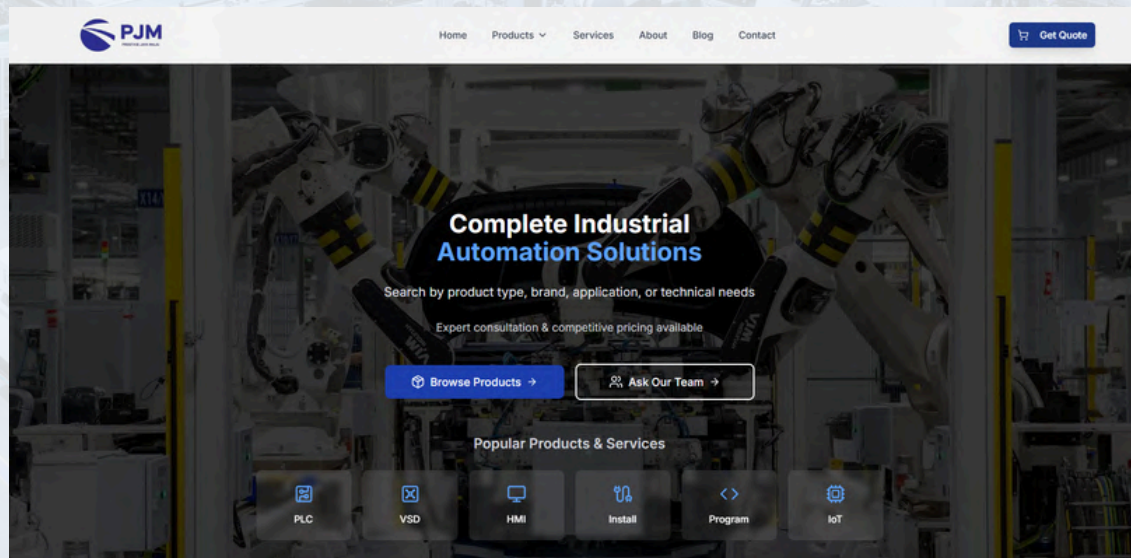 PJM
Home Products Services About Blog Contact
Get Quote
Complete Industrial
Automation Solutions
Search by product type, brand, application, or technical needs
Expert consultation & competitive pricing available
Browse Products →
Ask Our Team →
Popular Products & Services
PLC
VSD
HMI
Install
Program
IoT